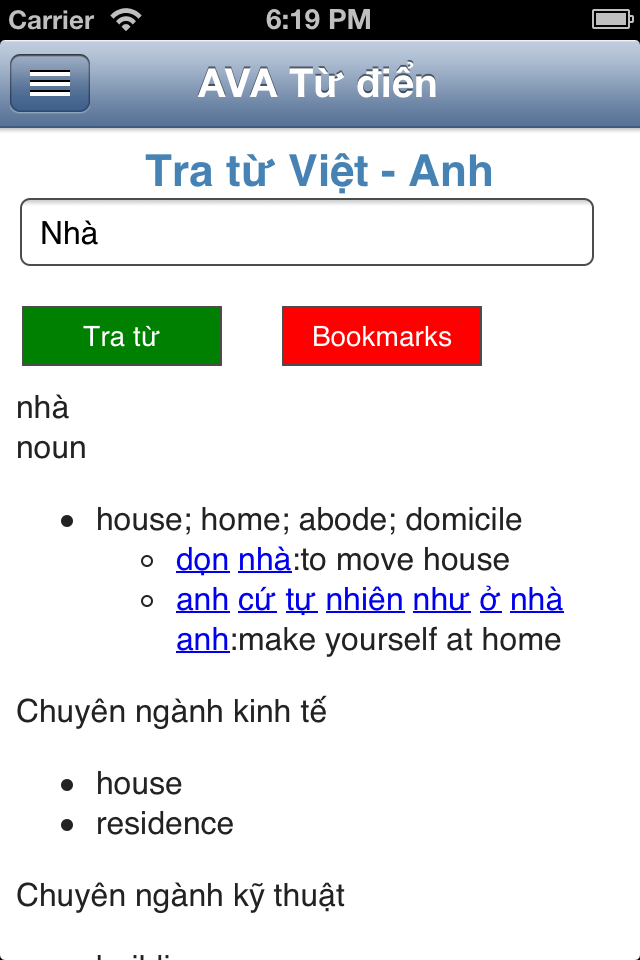 Carrier 6:19 PM
AVA Từ điển
Tra từ Việt - Anh
Nhà
Tra từ Bookmarks
nhà
noun
house; home; abode; domicile
dọn nhà:to move house
anh cứ tự nhiên như ở nhà
anh:make yourself at home
Chuyên ngành kinh tế
house
residence
Chuyên ngành kỹ thuật